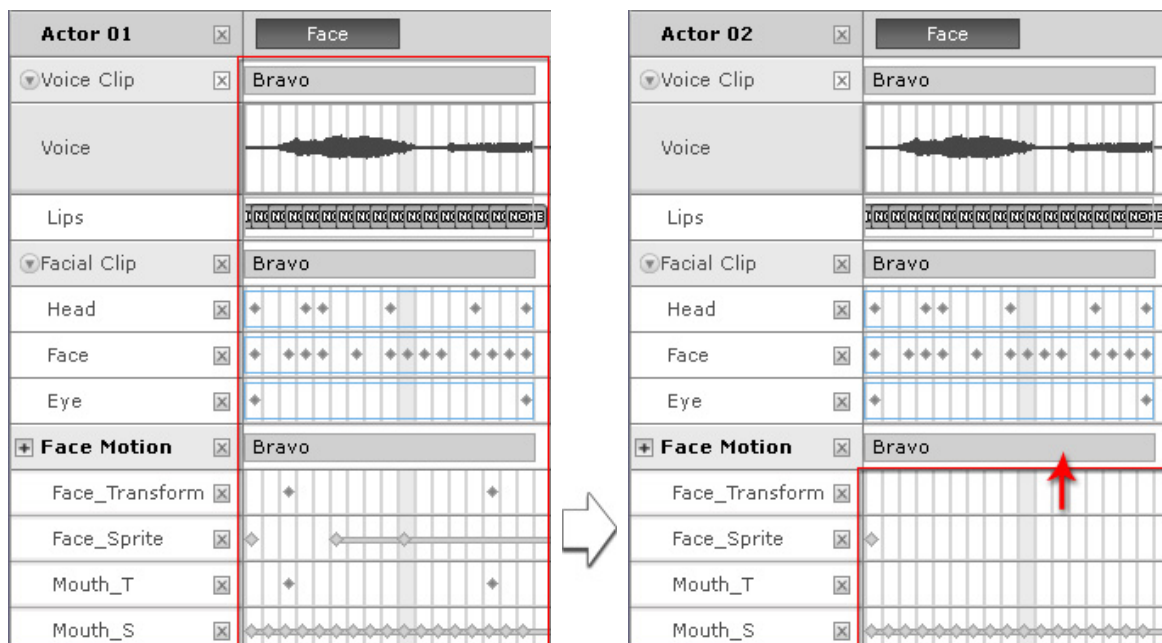 Actor 01 Face
Voice Clip Bravo
Voice
Lips NONE
Facial Clip Bravo
Head
Face
Eye
Face Motion Bravo
Face_Transform
Face_Sprite
Mouth_T
Mouth_S
Actor 02 Face
Voice Clip Bravo
Voice
Lips
Facial Clip Bravo
Head
Face
Eye
Face Motion Bravo
Face_Transform
Face_Sprite
Mouth_T
Mouth_S